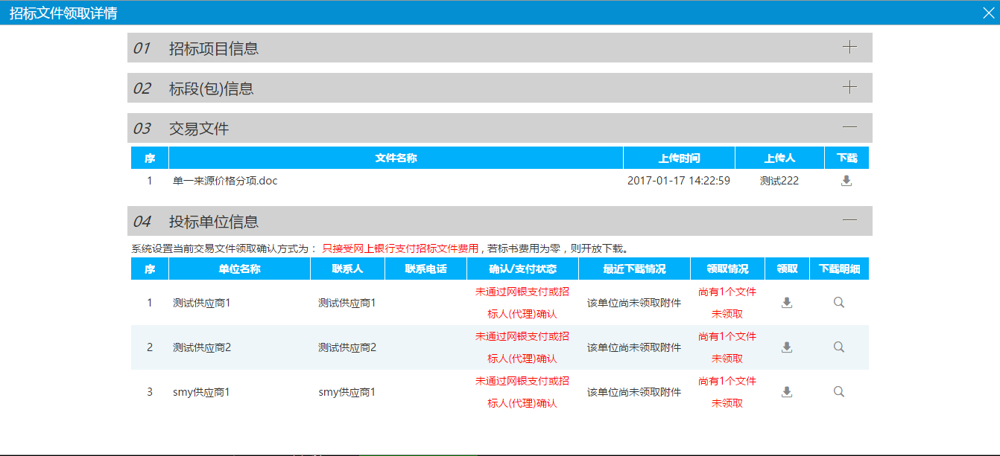 招标文件领取详情
01 招标项目信息
02 标段(包)信息
03 交易文件
序 文件名称 上传时间 上传人 下载
1 单一来源价格分项.doc 2017-01-17 14:22:59 测试222
04 投标单位信息
系统设置当前交易文件领取确认方式为： 只接受网上银行支付招标文件费用 , 若标书费用为零，则开放下载。
序 单位名称 联系人 联系电话 确认/支付状态 最近下载情况 领取情况 领取 下载明细
1 测试供应商1 测试供应商1 未通过网银支付或招 该单位尚未领取附件 尚有1个文件
标人(代理)确认 未领取
2 测试供应商2 测试供应商2 未通过网银支付或招 该单位尚未领取附件 尚有1个文件
标人(代理)确认 未领取
3 smy供应商1 smy供应商1 未通过网银支付或招 该单位尚未领取附件 尚有1个文件
标人(代理)确认 未领取